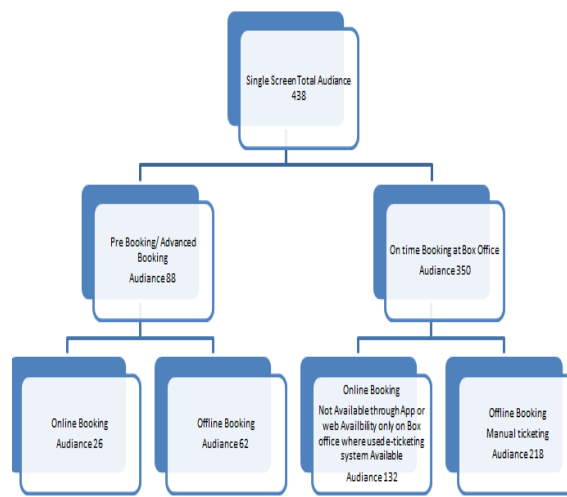 Single Screen Total Audiance
438
Pre Booking/ Advanced
Booking
Audiance 88
On time Booking at Box Office
Audiance 350
Online Booking
Audiance 26
Offline Booking
Audiance 62
Online Booking
Not Available through App or
web Availbility only on Box
office where used e-ticketing
system Available
Audiance 132
Offline Booking
Manual ticketing
Audiance 218